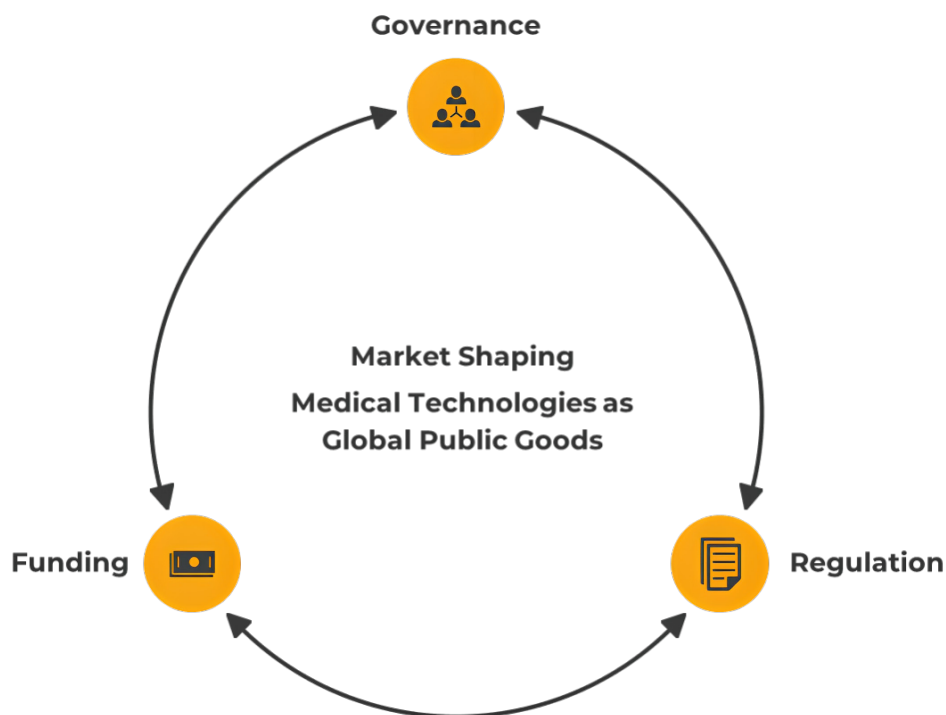 Governance
Market Shaping
Medical Technologies as
Global Public Goods
Funding
Regulation